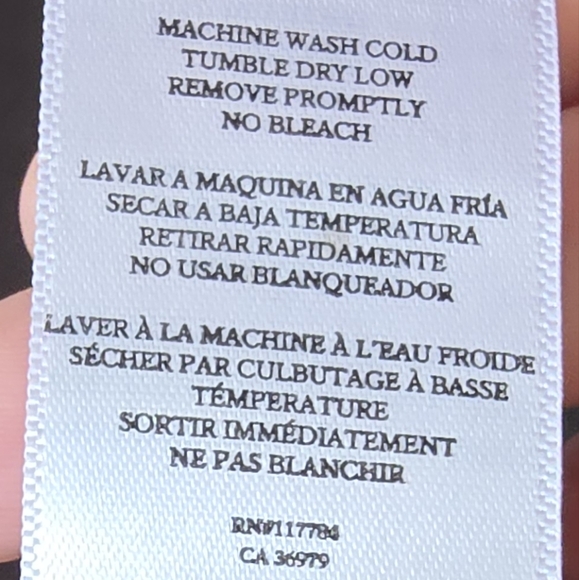 MACHINE WASH COLD
TUMBLE DRY LOW
REMOVE PROMPTLY
NO BLEACH
LAVAR A MAQUINA EN AGUA FRÍA
SECAR A BAJA TEMPERATURA
RETIRAR RAPIDAMENTE
NO USAR BLANQUEADOR
LAVER À LA MACHINE À L'EAU FROIDE
SÉCHER PAR CULBUTAGE À BASSE
TÉMPERATURE
SORTIR IMMÉDIATEMENT
NE PAS BLANCHIR
RN#117784
CA 36979